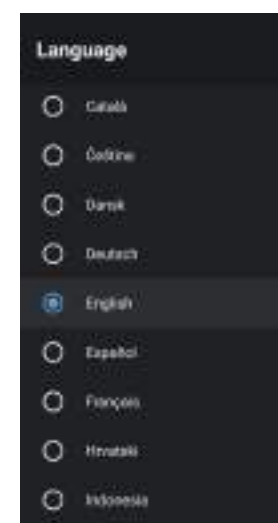 Language
Català
Čeština
Dansk
Deutsch
English
Español
Français
Hrvatski
Indonesia